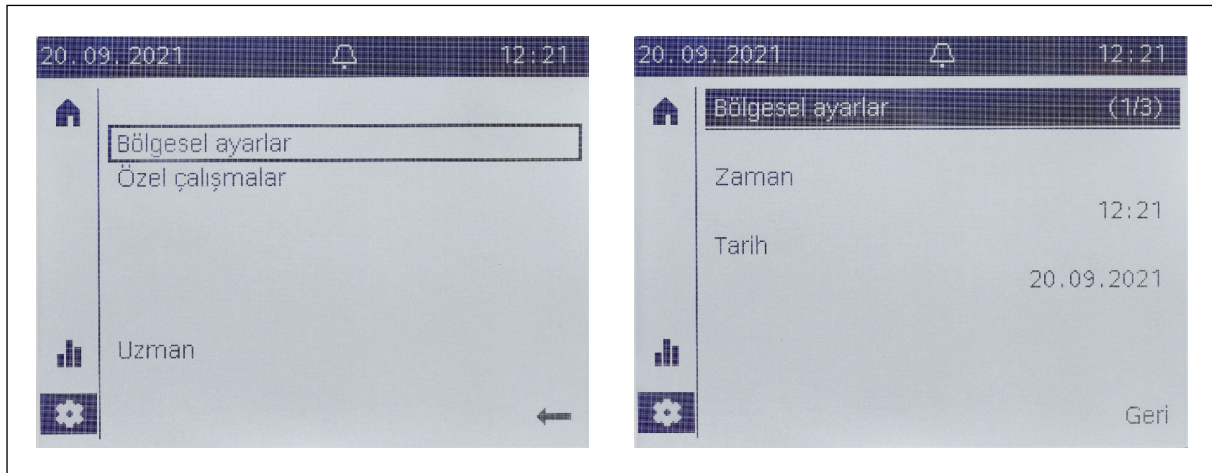 20.09.2021 12:21
Bölgesel ayarlar
Özel çalışmalar
Uzman
20.09.2021 12:21
Bölgesel ayarlar (1/3)
Zaman
12:21
Tarih
20.09.2021
Geri